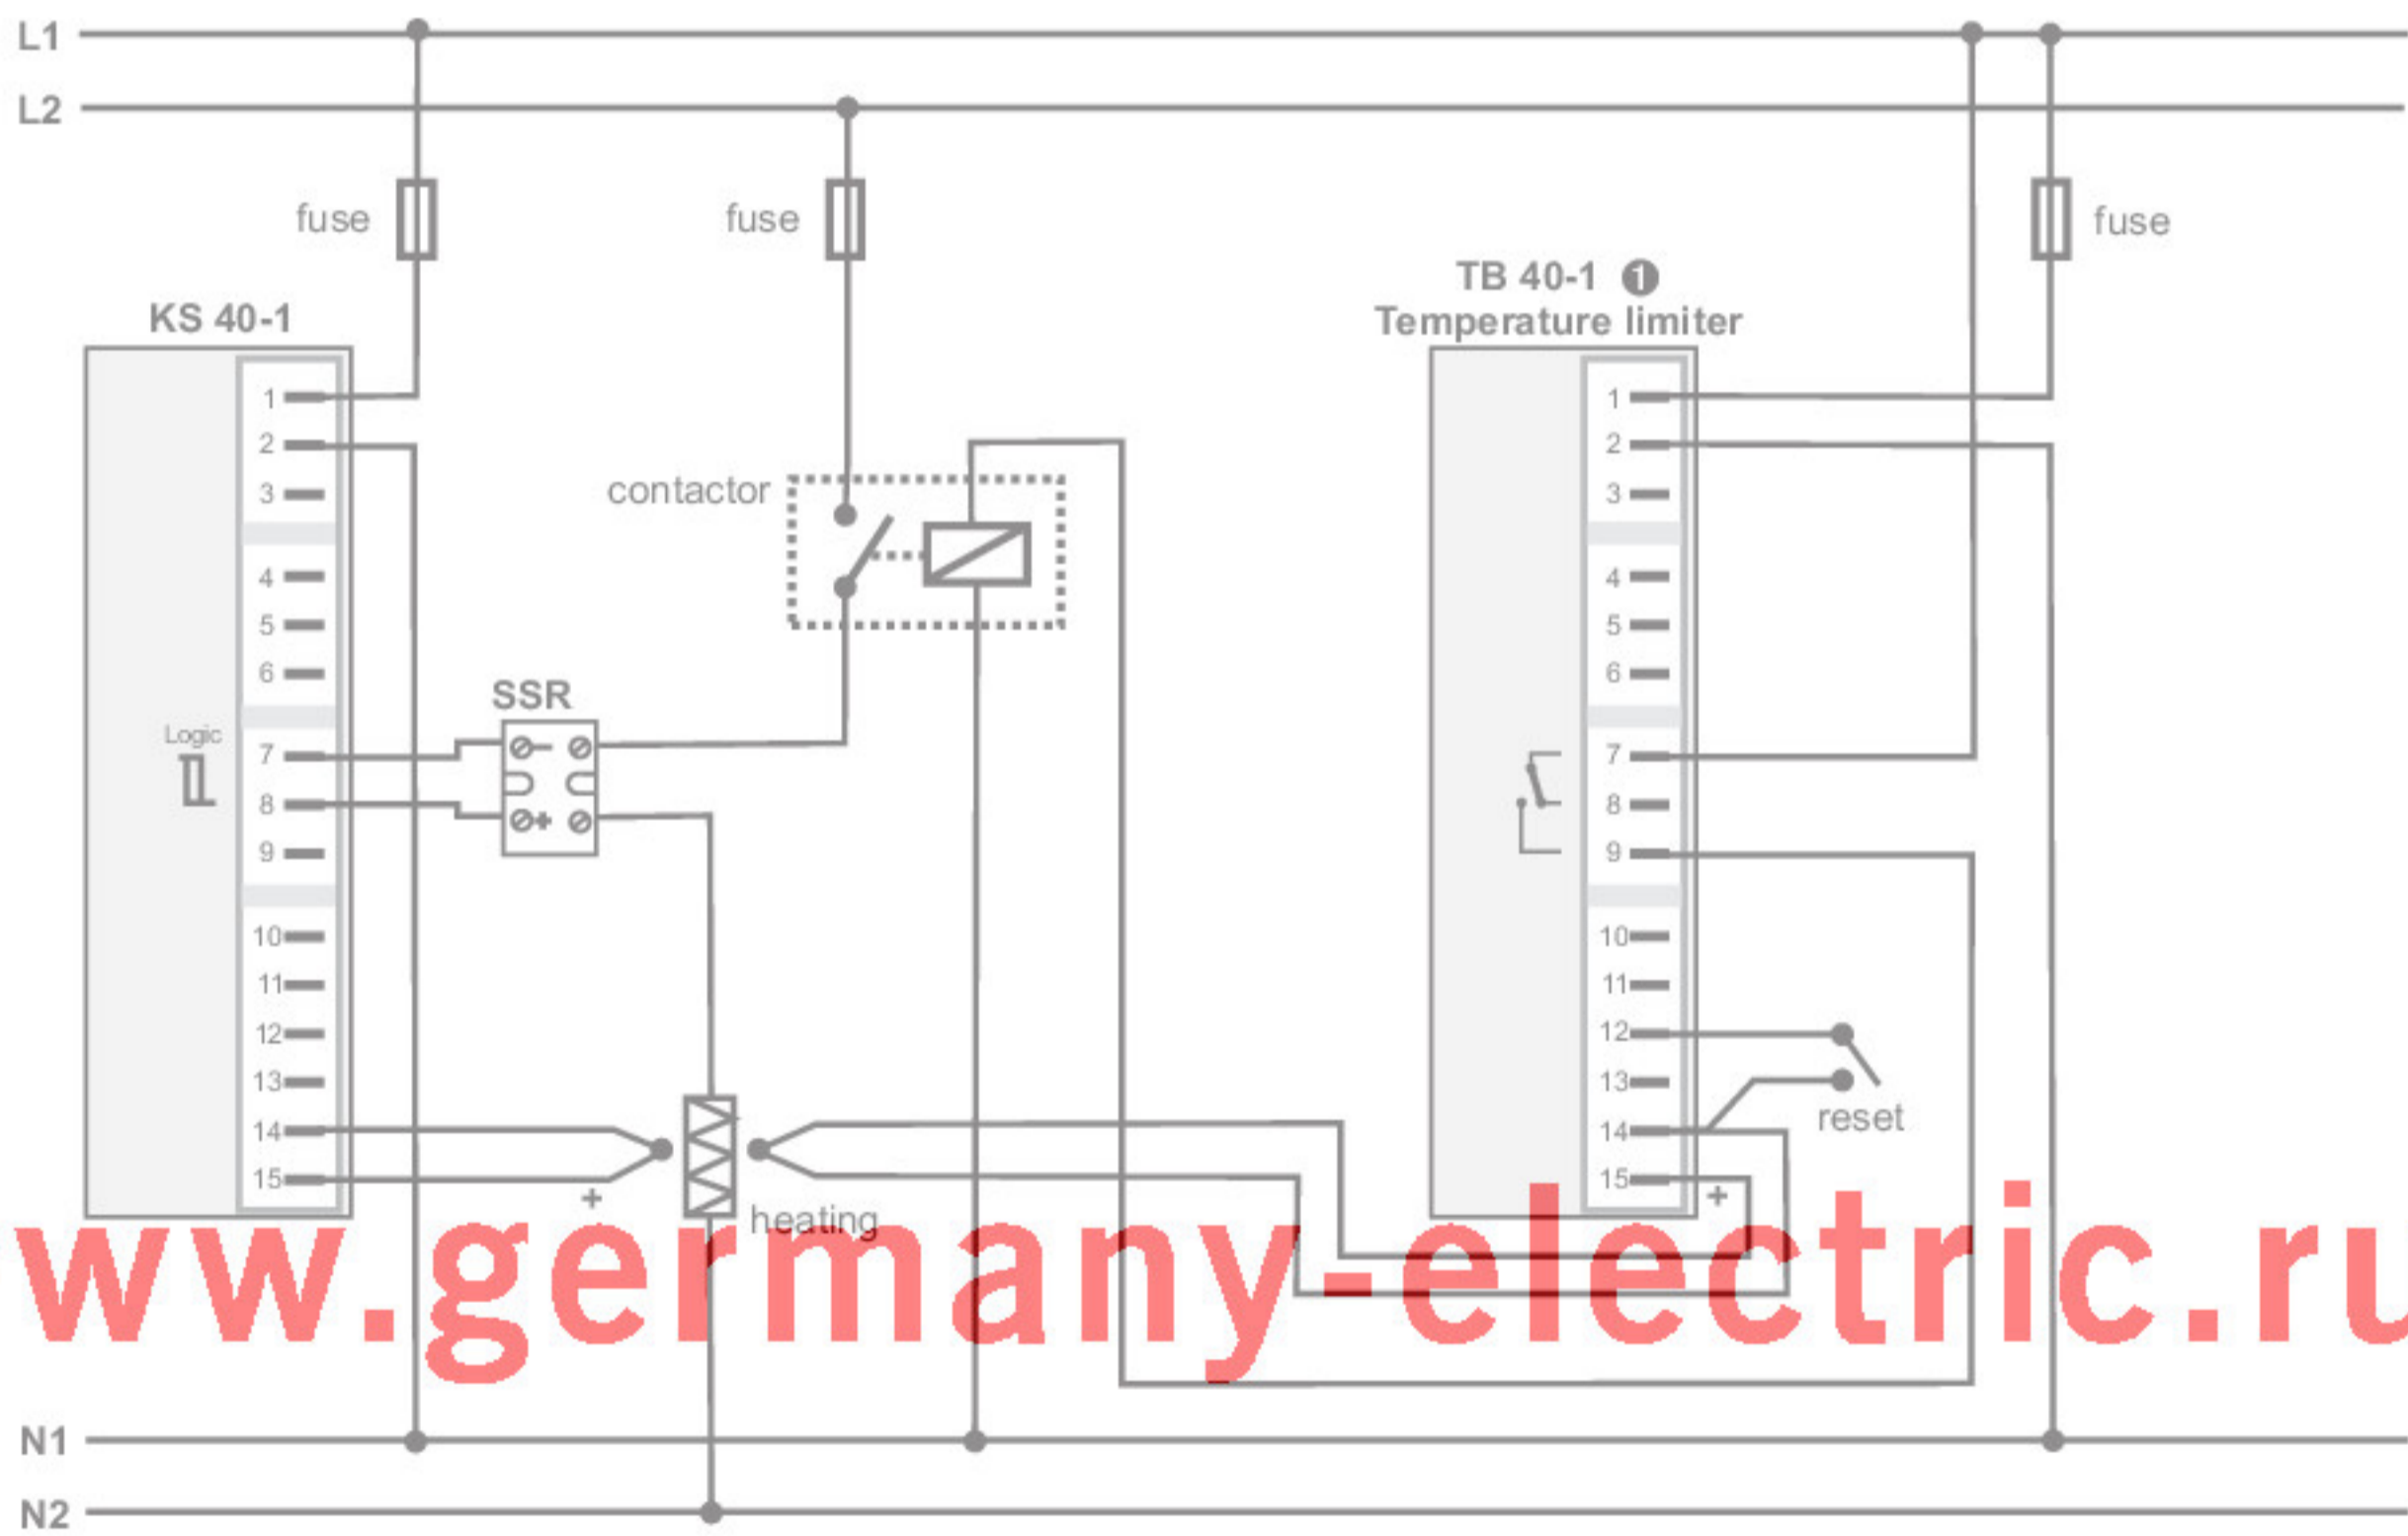 L1
L2
fuse
fuse
fuse
TB 40-1 ❶
Temperature limiter
KS 40-1
contactor
SSR
Logic
1
2
3
4
5
6
7
8
9
10
11
12
13
14
15
+
- 
+
heating
1
2
3
4
5
6
7
8
9
10
11
12
13
14
15
+
reset
ww.germany-electric.ru
N1
N2